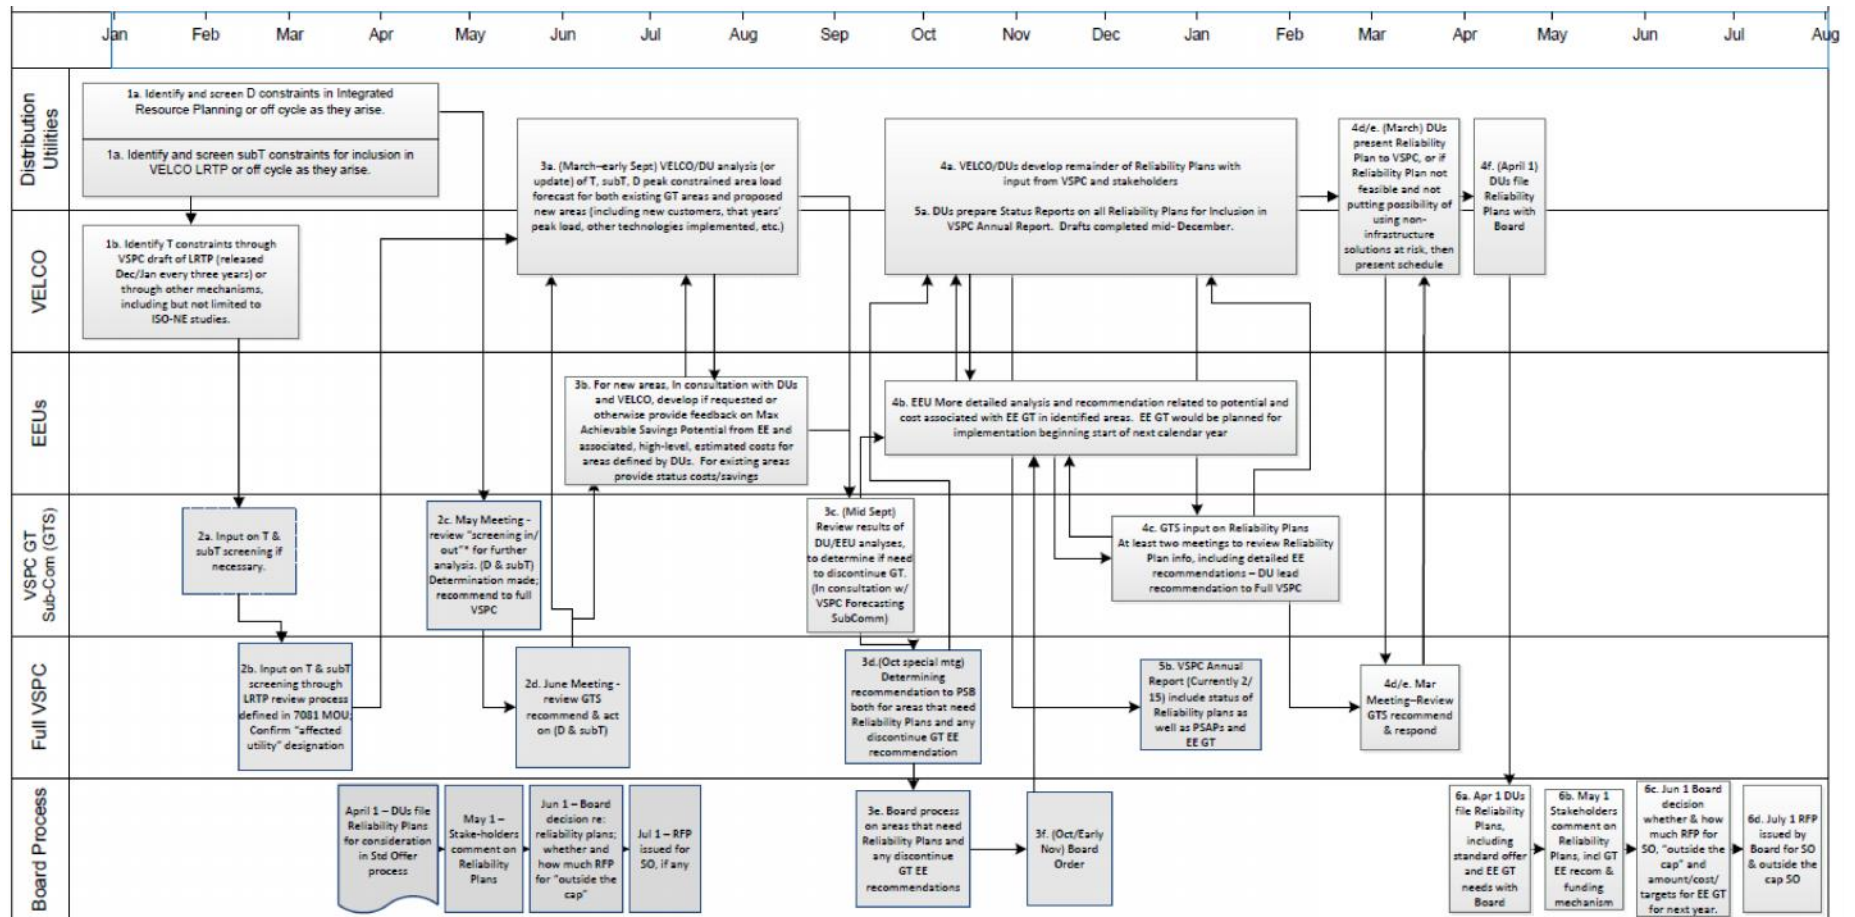 Jan Feb Mar Apr May Jun Jul Aug Sep Oct Nov Dec Jan Feb Mar Apr May Jun Jul Aug
Distribution
Utilities
1a. Identify and screen D constraints in Integrated
Resource Planning or off cycle as they arise.
1a. Identify and screen subT constraints for inclusion in
VELCO LRTP or off cycle as they arise.
3a. (March–early Sept) VELCO/DU analysis (or
update) of T, subT, D peak constrained area load
forecast for both existing GT areas and proposed
new areas (including new customers, that years'
peak load, other technologies implemented, etc.)
4a. VELCO/DUs develop remainder of Reliability Plans with
input from VSPC and stakeholders
5a. DUs prepare Status Reports on all Reliability Plans for Inclusion in
VSPC Annual Report. Drafts completed mid- December.
4d/e. (March) DUs
present Reliability
Plan to VSPC, or if
Reliability Plan not
feasible and not
putting possibility of
using non-
infrastructure
solutions at risk, then
present schedule
4f. (April 1)
DUs file
Reliability
Plans with
Board
VELCO
1b. Identify T constraints through
VSPC draft of LRTP (released
Dec/Jan every three years) or
through other mechanisms,
including but not limited to
ISO-NE studies.
EEUs
3b. For new areas, In consultation with DUs
and VELCO, develop if requested or
otherwise provide feedback on Max
Achievable Savings Potential from EE and
associated, high-level, estimated costs for
areas defined by DUs. For existing areas
provide status costs/savings
4b. EEU More detailed analysis and recommendation related to potential and
cost associated with EE GT in identified areas. EE GT would be planned for
implementation beginning start of next calendar year
VSPC GT
Sub-Com (GTS)
2a. Input on T &
subT screening if
necessary.
2c. May Meeting -
review "screening in/
out"* for further
analysis. (D & subT)
Determination made;
recommend to full
VSPC
3c. (Mid Sept)
Review results of
DU/EEU analyses,
to determine if need
to discontinue GT.
(In consultation w/
VSPC Forecasting
SubComm)
4c. GTS input on Reliability Plans
At least two meetings to review Reliability
Plan info, including detailed EE
recommendations – DU lead
recommendation to Full VSPC
Full VSPC
2b. Input on T & subT
screening through
LRTP review process
defined in 7081 MOU;
Confirm "affected
utility" designation
2d. June Meeting -
review GTS
recommend & act
on (D & subT)
3d.(Oct special mtg)
Determining
recommendation to PSB
both for areas that need
Reliability Plans and any
discontinue GT EE
recommendation
5b. VSPC Annual
Report (Currently 2/
15) include status of
Reliability plans as
well as PSAPs and
EE GT
4d/e. Mar
Meeting–Review
GTS recommend
& respond
Board Process
April 1 – DUs file
Reliability Plans
for consideration
in Std Offer
process
May 1 –
Stake-holders
comment on
Reliability
Plans
Jun 1 – Board
decision re:
reliability plans;
whether and
how much RFP
for "outside the
cap"
Jul 1 – RFP
issued for
SO, if any
3e. Board process
on areas that need
Reliability Plans and
any discontinue
GT EE
recommendations
3f. (Oct/Early
Nov) Board
Order
6a. Apr 1 DUs
file Reliability
Plans,
including
standard offer
and EE GT
needs with
Board
6b. May 1
Stakeholders
comment on
Reliability
Plans, incl GT
EE recom &
funding
mechanism
6c. Jun 1 Board
decision
whether & how
much RFP for
SO, "outside the
cap" and
amount/cost/
targets for EE GT
for next year.
6d. July 1 RFP
issued by
Board for SO
& outside the
cap SO